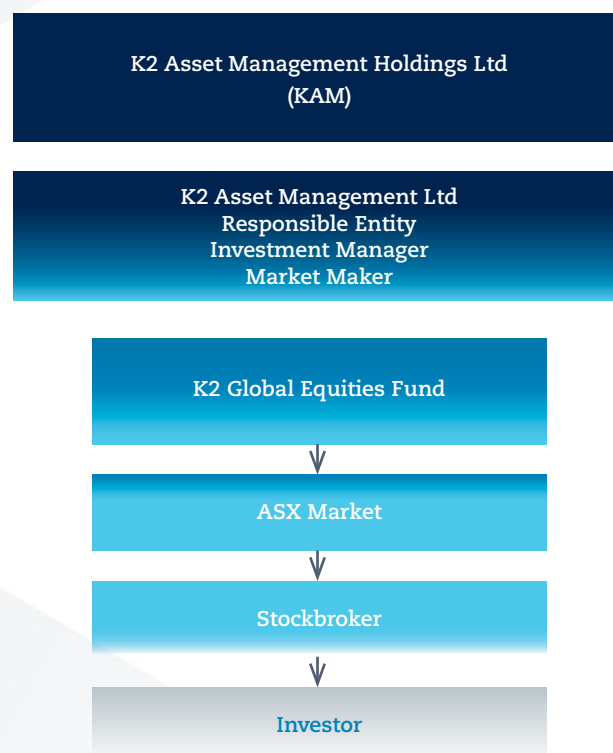 K2 Asset Management Holdings Ltd
(KAM)
K2 Asset Management Ltd
Responsible Entity
Investment Manager
Market Maker
K2 Global Equities Fund
ASX Market
Stockbroker
Investor